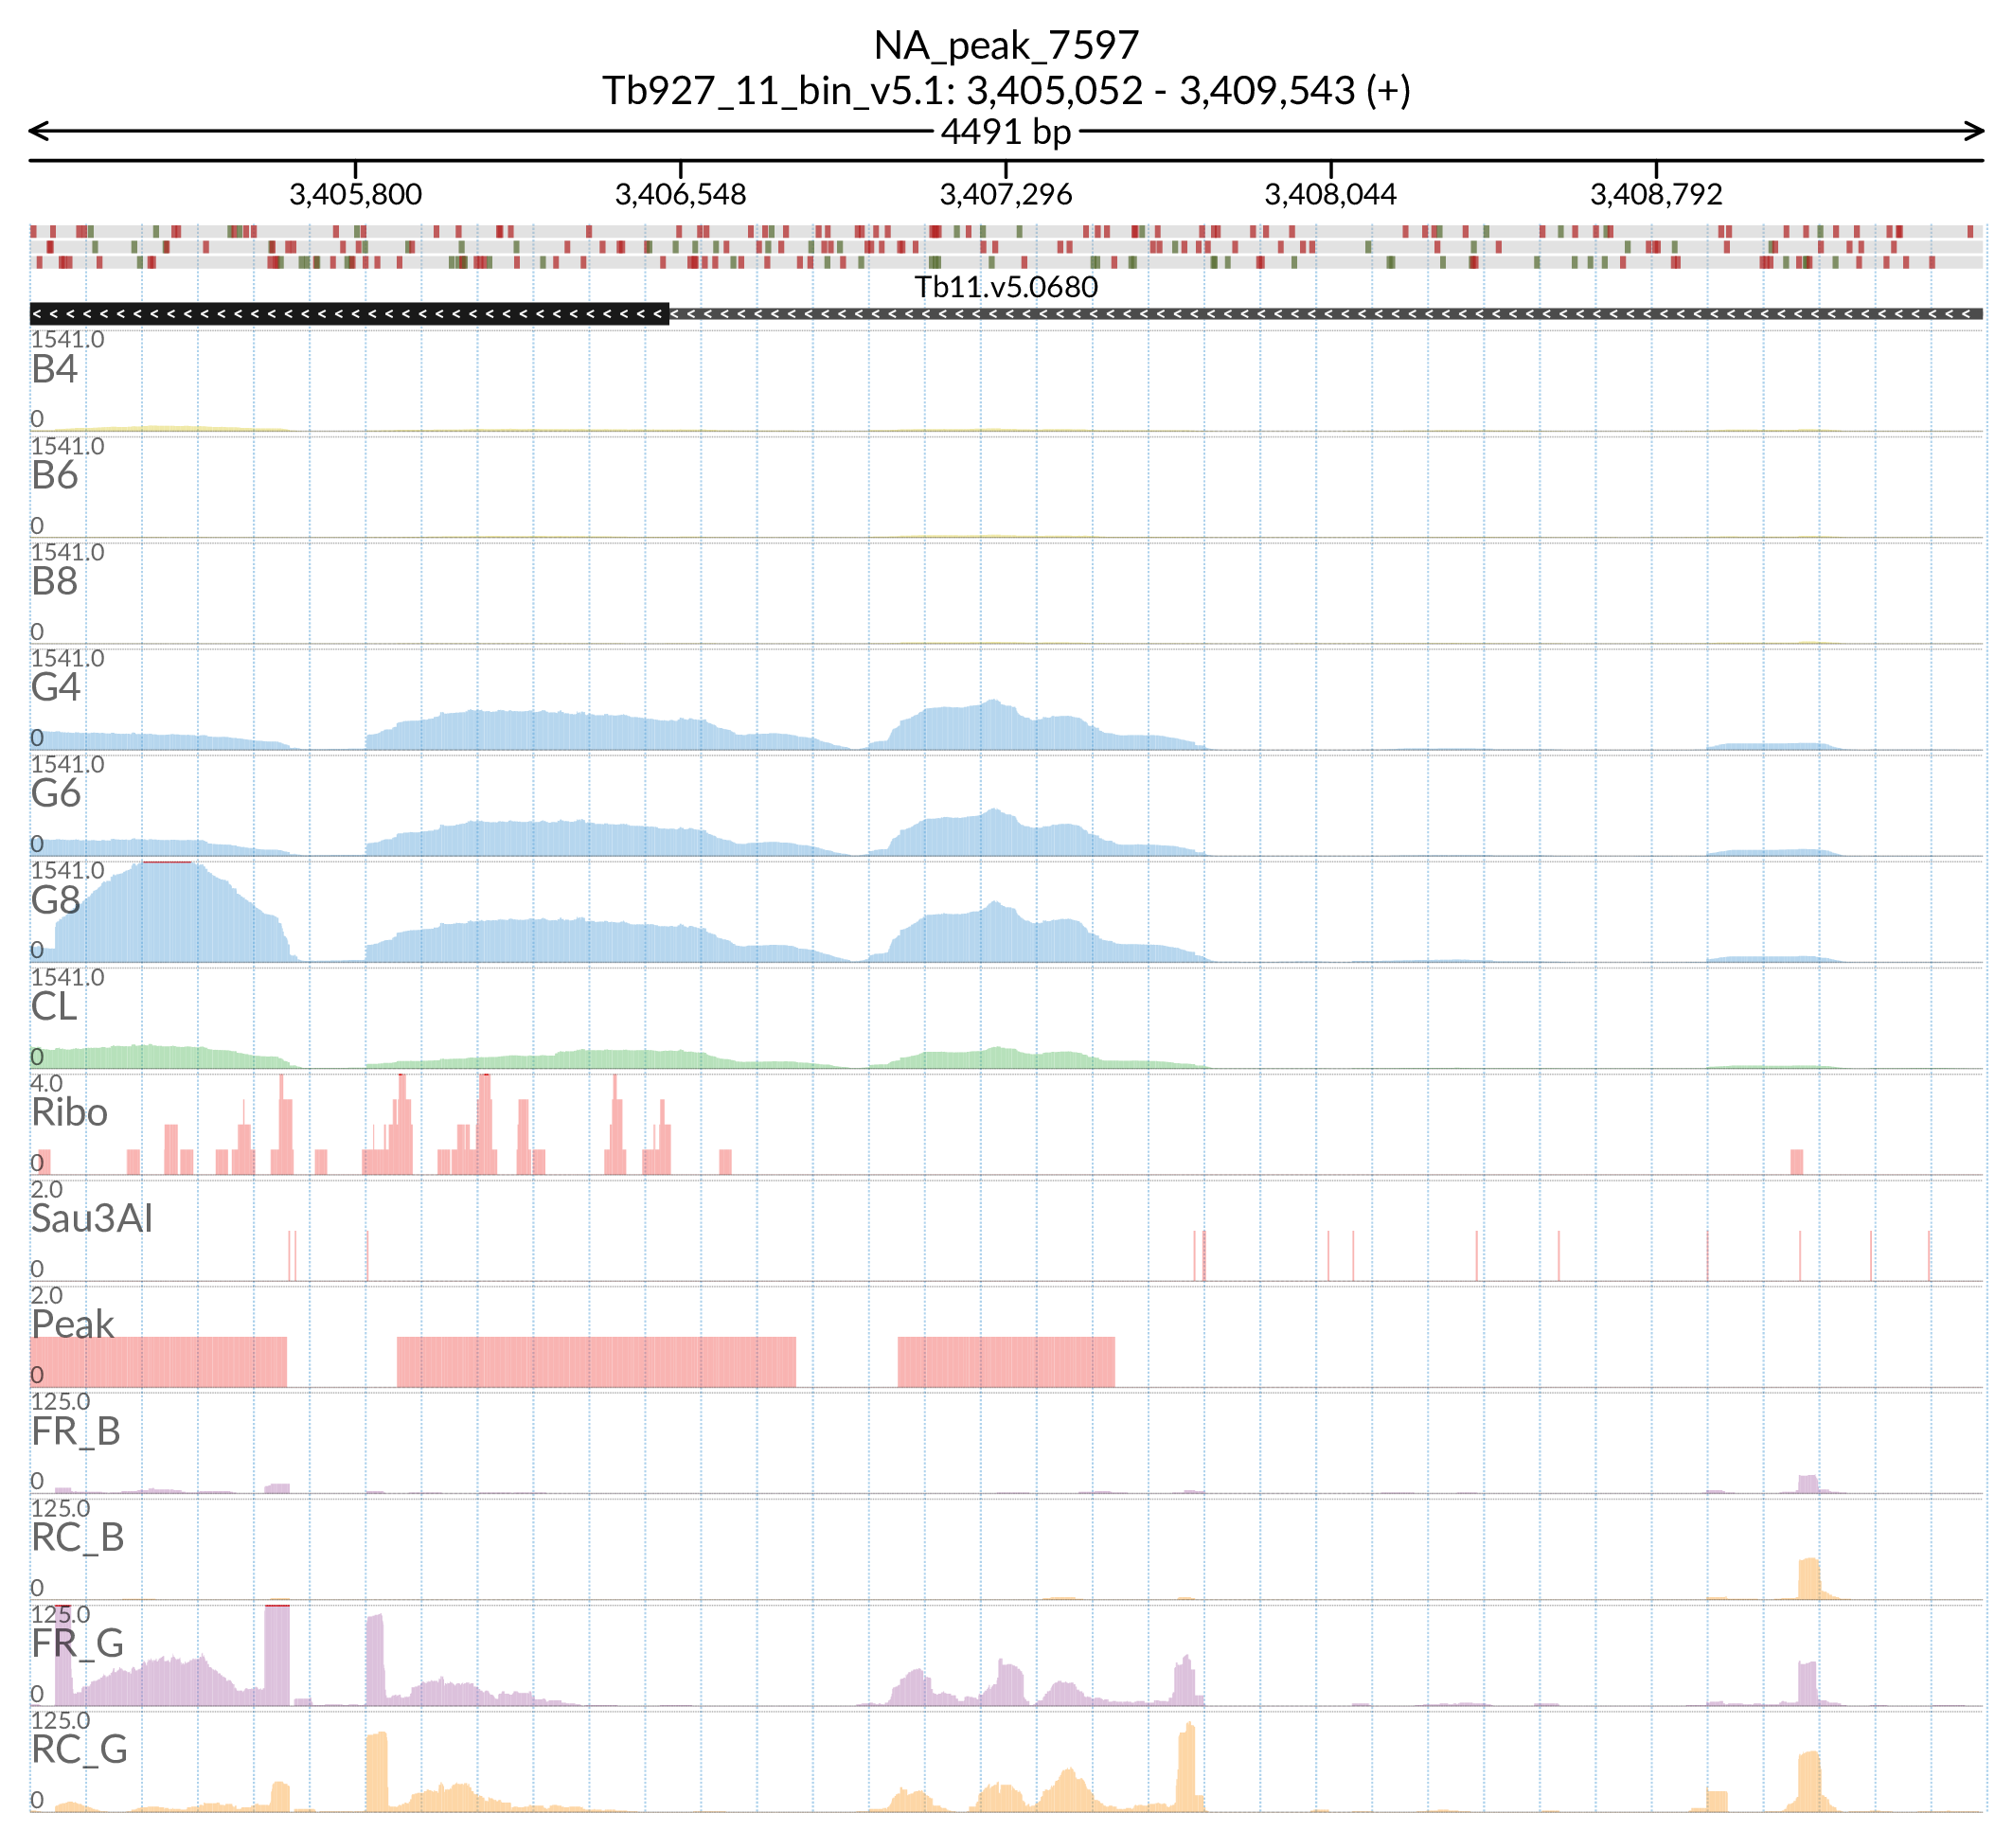 NA_peak_7597
Tb927_11_bin_v5.1: 3,405,052 - 3,409,543 (+)
4491 bp
3,405,800 3,406,548 3,407,296 3,408,044 3,408,792
Tb11.v5.0680
1541.0
B4
0
1541.0
B6
0
1541.0
B8
0
1541.0
G4
0
1541.0
G6
0
1541.0
G8
0
1541.0
CL
0
4.0
Ribo
0
2.0
Sau3AI
0
2.0
Peak
0
125.0
FR_B
0
125.0
RC_B
0
125.0
FR_G
0
125.0
RC_G
0